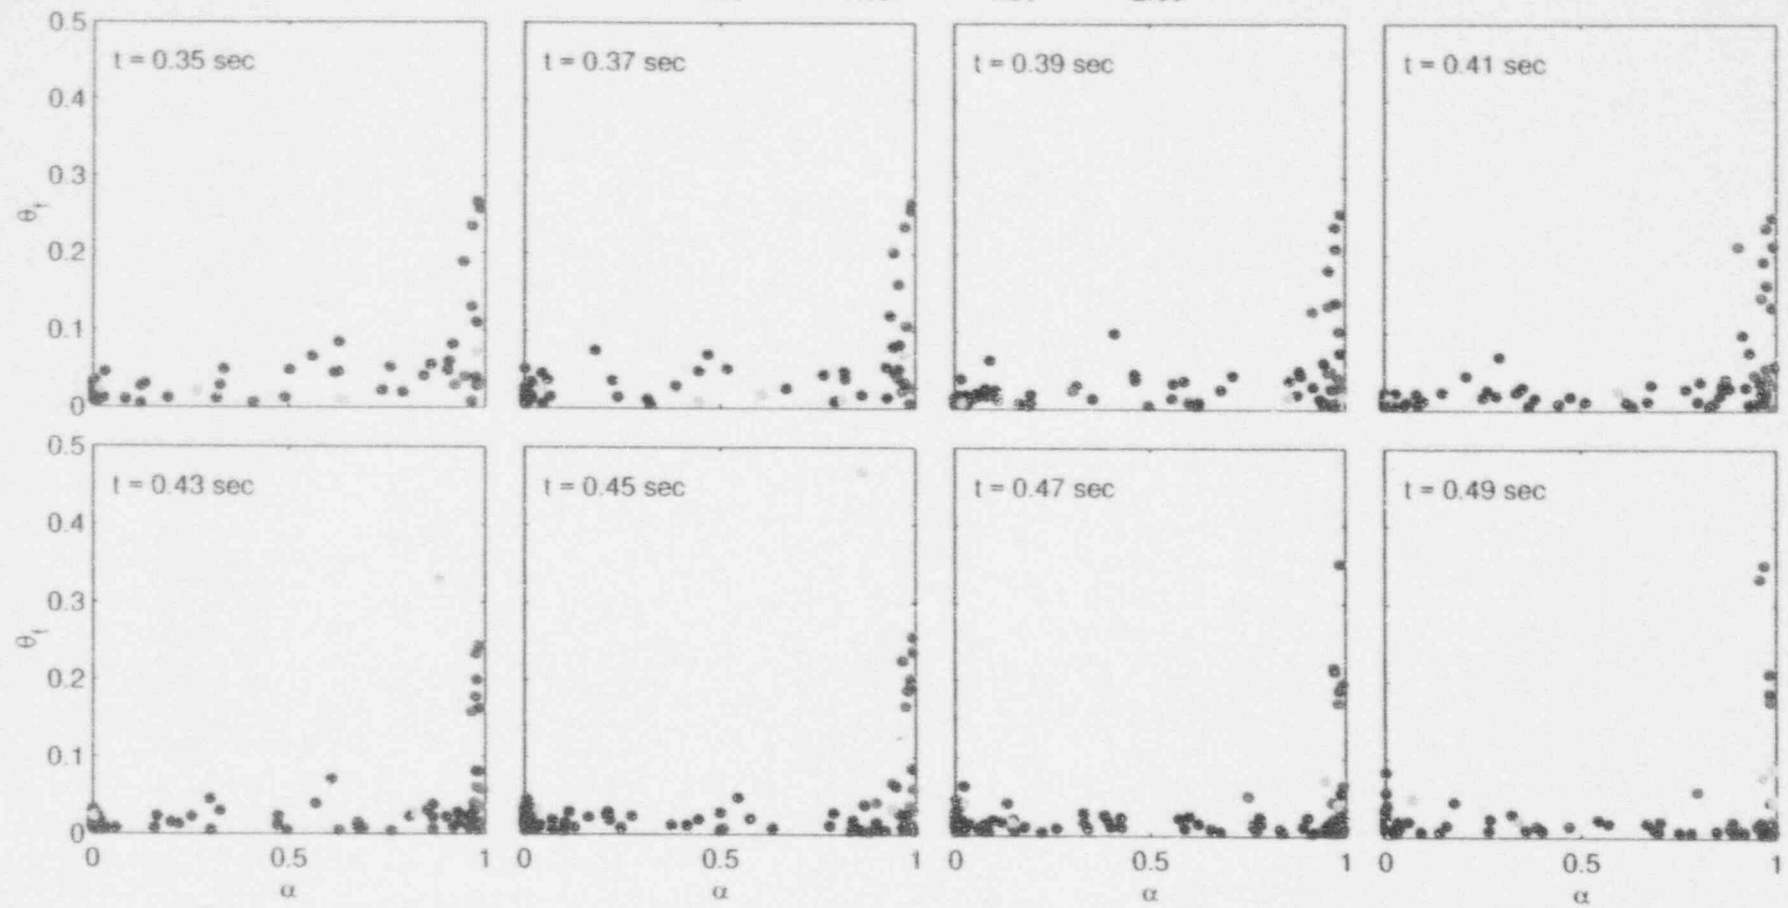 0.5
t = 0.35 sec
t = 0.37 sec
t = 0.39 sec
t = 0.41 sec
0.4
0.3
θf
0.2
0.1
0
0.5
t = 0.43 sec
t = 0.45 sec
t = 0.47 sec
t = 0.49 sec
0.4
0.3
θf
0.2
0.1
0
0 0.5 1 0 0.5 1 0 0.5 1 0 0.5 1
α α α α